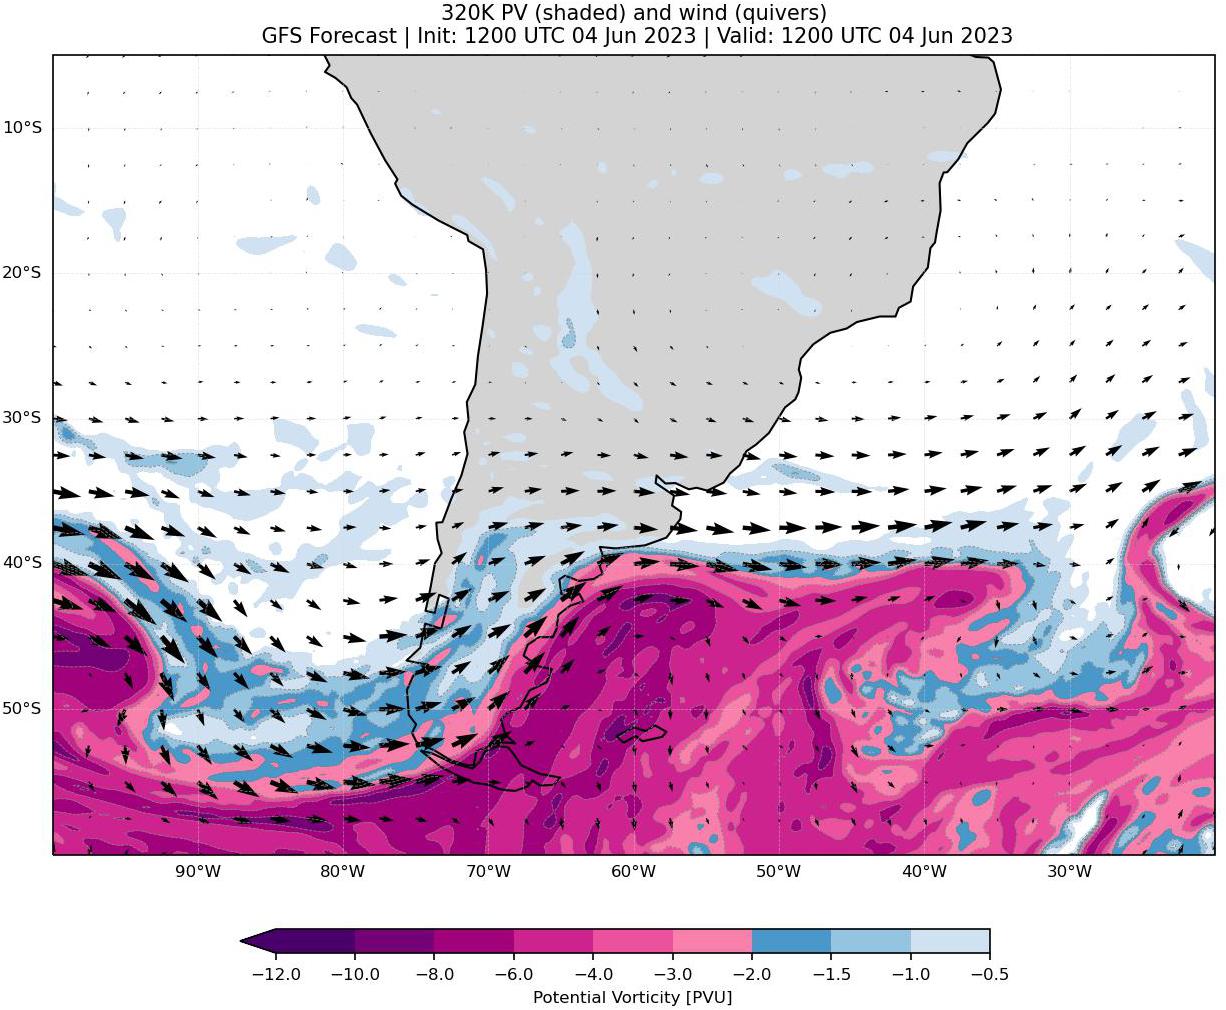 320K PV (shaded) and wind (quivers)
GFS Forecast | Init: 1200 UTC 04 Jun 2023 | Valid: 1200 UTC 04 Jun 2023
10°S
20°S
30°S
40°S
50°S
90°W 80°W 70°W 60°W 50°W 40°W 30°W
−12.0 −10.0 −8.0 −6.0 −4.0 −3.0 −2.0 −1.5 −1.0 −0.5
Potential Vorticity [PVU]